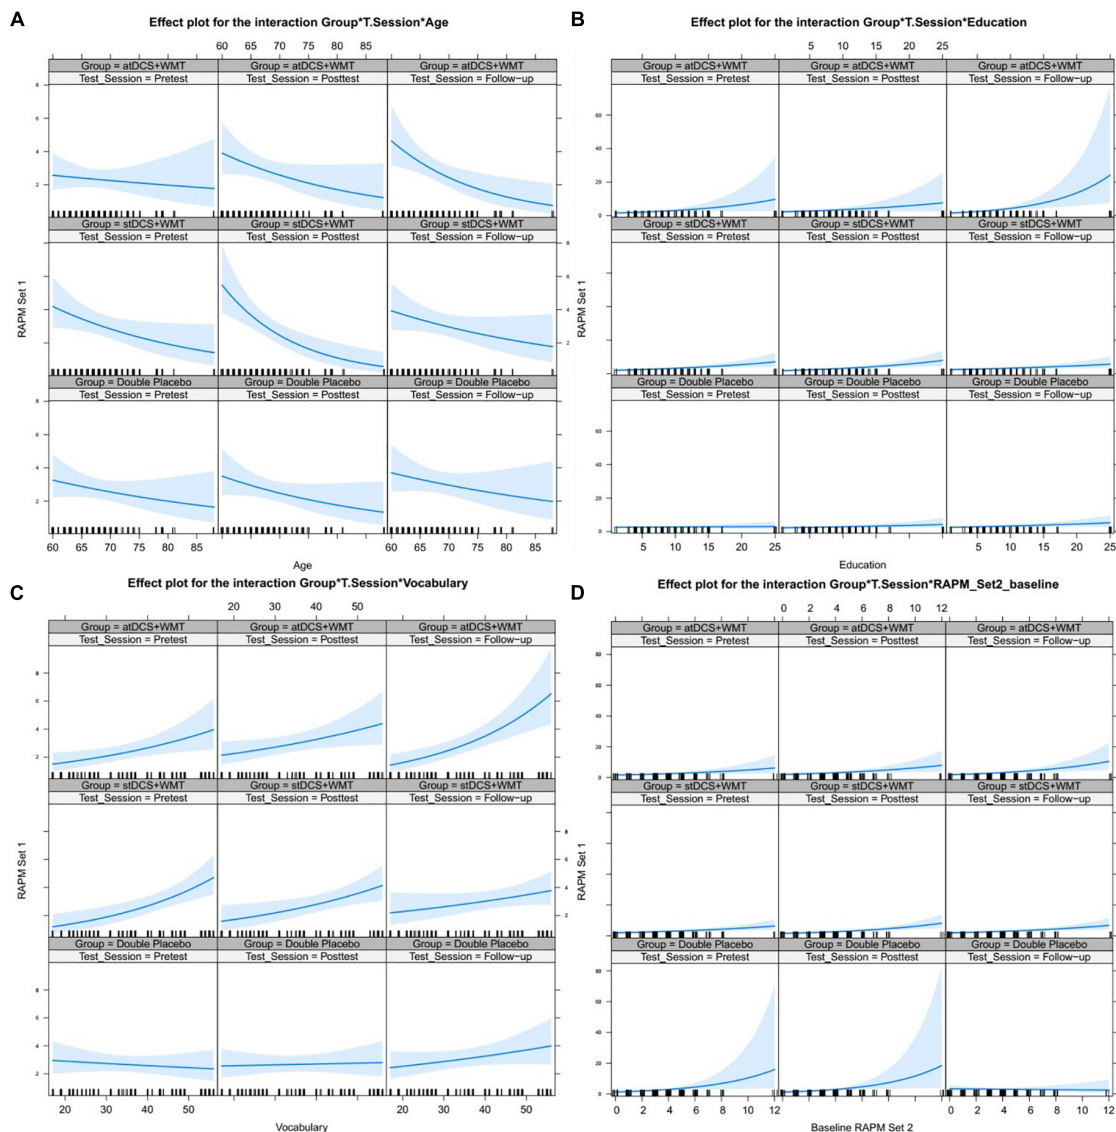 A
Effect plot for the interaction Group*T.Session*Age
60 65 70 75 80 85
Group = atDCS+WMT Group = atDCS+WMT Group = atDCS+WMT
Test_Session = Pretest Test_Session = Posttest Test_Session = Follow−up
8
6
4
2
Group = stDCS+WMT Group = stDCS+WMT Group = stDCS+WMT
Test_Session = Pretest Test_Session = Posttest Test_Session = Follow−up
8
6
4
2
RAPM Set 1
Group = Double Placebo Group = Double Placebo Group = Double Placebo
Test_Session = Pretest Test_Session = Posttest Test_Session = Follow−up
8
6
4
2
60 65 70 75 80 85 60 65 70 75 80 85
Age
B
Effect plot for the interaction Group*T.Session*Education
5 10 15 20 25
Group = atDCS+WMT Group = atDCS+WMT Group = atDCS+WMT
Test_Session = Pretest Test_Session = Posttest Test_Session = Follow−up
60
40
20
0
Group = stDCS+WMT Group = stDCS+WMT Group = stDCS+WMT
Test_Session = Pretest Test_Session = Posttest Test_Session = Follow−up
60
40
20
0
RAPM Set 1
Group = Double Placebo Group = Double Placebo Group = Double Placebo
Test_Session = Pretest Test_Session = Posttest Test_Session = Follow−up
60
40
20
0
5 10 15 20 25 5 10 15 20 25
Education
C
Effect plot for the interaction Group*T.Session*Vocabulary
20 30 40 50
Group = atDCS+WMT Group = atDCS+WMT Group = atDCS+WMT
Test_Session = Pretest Test_Session = Posttest Test_Session = Follow−up
8
6
4
2
Group = stDCS+WMT Group = stDCS+WMT Group = stDCS+WMT
Test_Session = Pretest Test_Session = Posttest Test_Session = Follow−up
8
6
4
2
RAPM Set 1
Group = Double Placebo Group = Double Placebo Group = Double Placebo
Test_Session = Pretest Test_Session = Posttest Test_Session = Follow−up
8
6
4
2
20 30 40 50 20 30 40 50
Vocabulary
D
Effect plot for the interaction Group*T.Session*RAPM_Set2_baseline
0 2 4 6 8 10 12
Group = atDCS+WMT Group = atDCS+WMT Group = atDCS+WMT
Test_Session = Pretest Test_Session = Posttest Test_Session = Follow−up
80
60
40
20
0
Group = stDCS+WMT Group = stDCS+WMT Group = stDCS+WMT
Test_Session = Pretest Test_Session = Posttest Test_Session = Follow−up
80
60
40
20
0
RAPM Set 1
Group = Double Placebo Group = Double Placebo Group = Double Placebo
Test_Session = Pretest Test_Session = Posttest Test_Session = Follow−up
80
60
40
20
0
0 2 4 6 8 10 12 0 2 4 6 8 10 12
Baseline RAPM Set 2